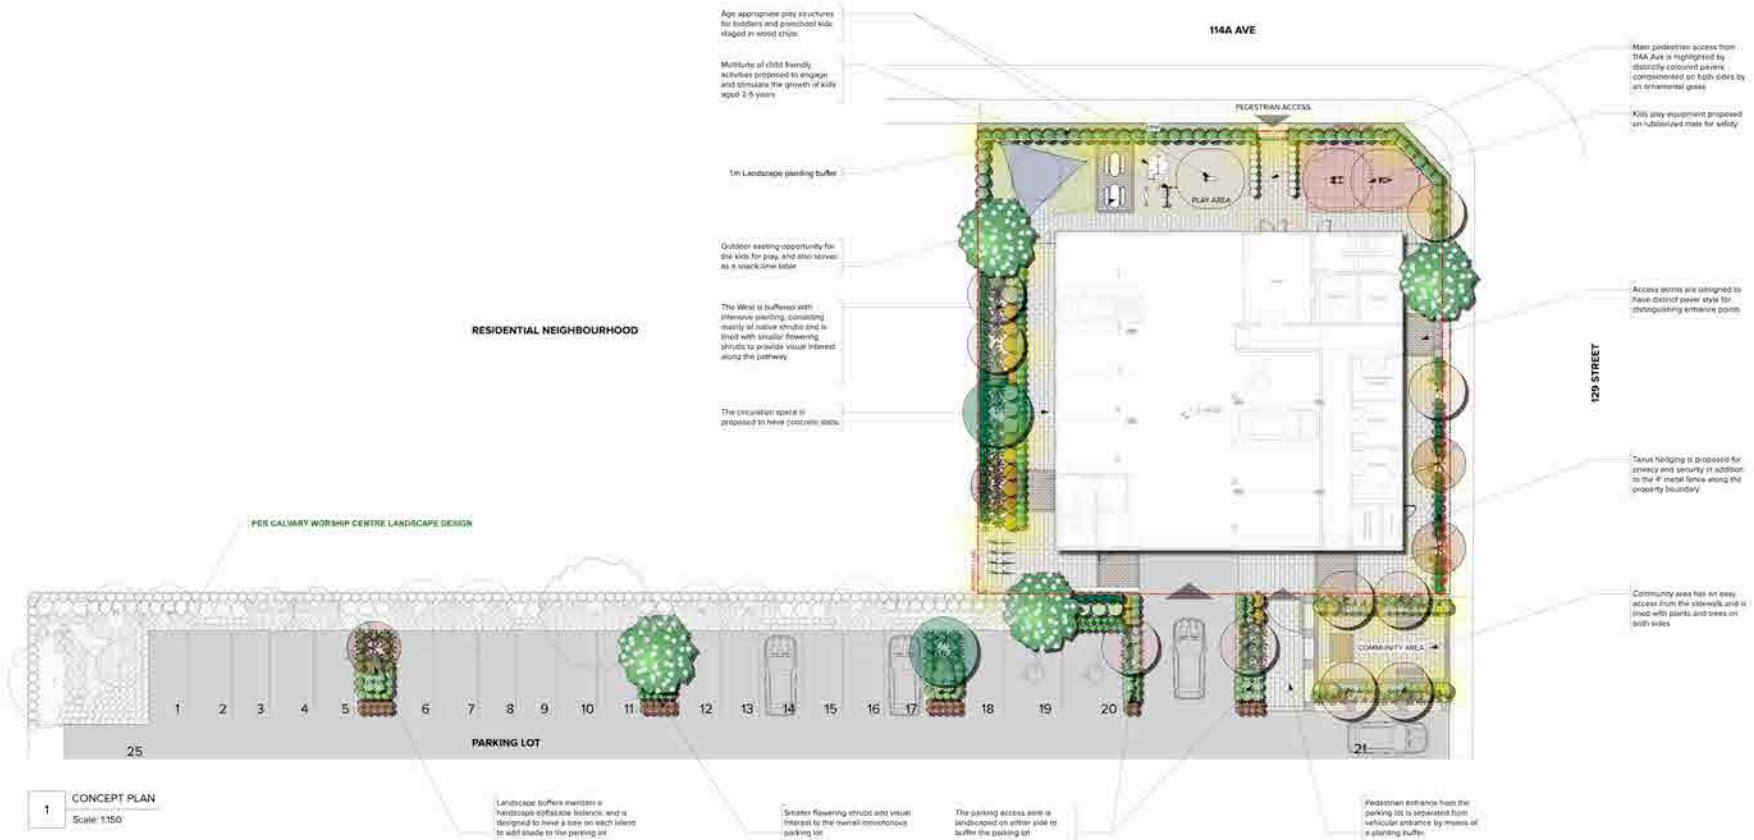 Age appropriate play structures
for toddlers and preschool kids
staged in wood chips
114A AVE
Main pedestrian access from
114A Ave is highlighted by
distinctly coloured pavers
complimented on both sides by
an ornamental grass
Multitute of child friendly
activities proposed to engage
and stimulate the growth of kids
aged 2-5 years
PEDESTRIAN ACCESS
Kids play equipment proposed
on rubberized mats for safety
1m Landscape planting buffer
PLAY AREA
Outdoor seating opportunity for
the kids for play, and also serves
as a snack-time table
Access points are designed to
have distinct paver style for
distinguishing entrance points
The West is buffered with
intensive planting, consisting
mainly of native shrubs and is
lined with smaller flowering
shrubs to provide visual interest
along the pathway
RESIDENTIAL NEIGHBOURHOOD
129 STREET
The circulation space is
proposed to have concrete slabs.
Taxus hedging is proposed for
privacy and security in addition
to the 4' metal fence along the
property boundary
PER CALVARY WORSHIP CENTRE LANDSCAPE DESIGN
Community area has an easy
access from the sidewalk and is
lined with plants and trees on
both sides
COMMUNITY AREA
1 2 3 4 5 6 7 8 9 10 11 12 13 14 15 16 17 18 19 20
PARKING LOT
25
21
1
CONCEPT PLAN
Scale: 1:150
Landscape buffers maintain a
hardscape-softscape balance, and is
designed to have a tree on each island
to add shade to the parking lot
Smaller flowering shrubs add visual
interest to the overall monotonous
parking lot
The parking access aisle is
landscaped on either side to
buffer the parking lot
Pedestrian entrance from the
parking lot is separated from
vehicular entrance by means of
a planting buffer.